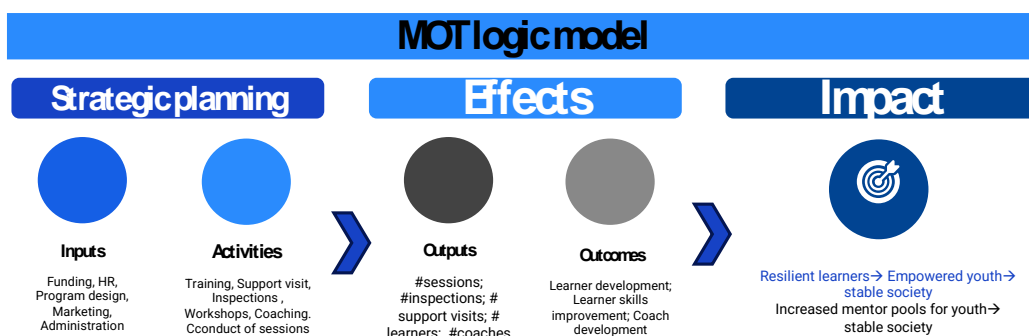 MOT logic model
Strategic planning
Effects
Impact
Inputs
Funding, HR,
Program design,
Marketing,
Administration
Activities
Training, Support visit,
Inspections ,
Workshops, Coaching.
Cconduct of sessions
Outputs
#sessions;
#inspections; #
support visits; #
learners; #coaches
Outcomes
Learner development;
Learner skills
improvement; Coach
development
Resilient learners→ Empowered youth→
stable society
Increased mentor pools for youth→
stable society